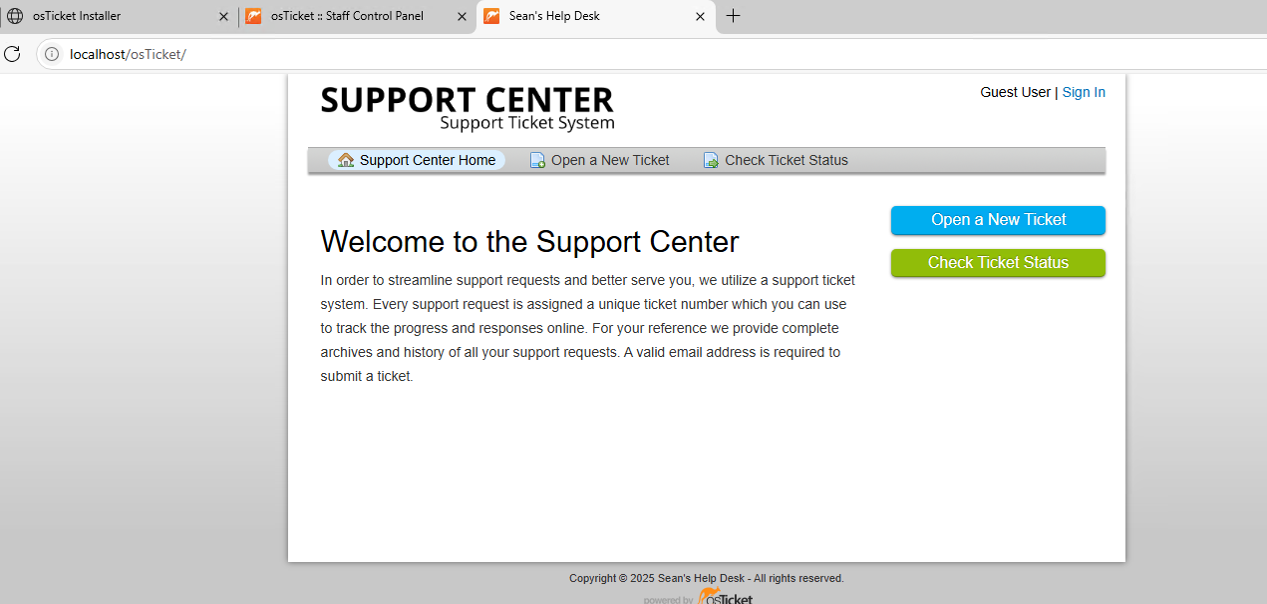 osTicket Installer
osTicket :: Staff Control Panel
Sean's Help Desk
localhost/osTicket/
SUPPORT CENTER
Support Ticket System
Guest User | Sign In
Support Center Home
Open a New Ticket
Check Ticket Status
Welcome to the Support Center
In order to streamline support requests and better serve you, we utilize a support ticket
system. Every support request is assigned a unique ticket number which you can use
to track the progress and responses online. For your reference we provide complete
archives and history of all your support requests. A valid email address is required to
submit a ticket.
Open a New Ticket
Check Ticket Status
Copyright © 2025 Sean's Help Desk - All rights reserved.
powered by osTicket